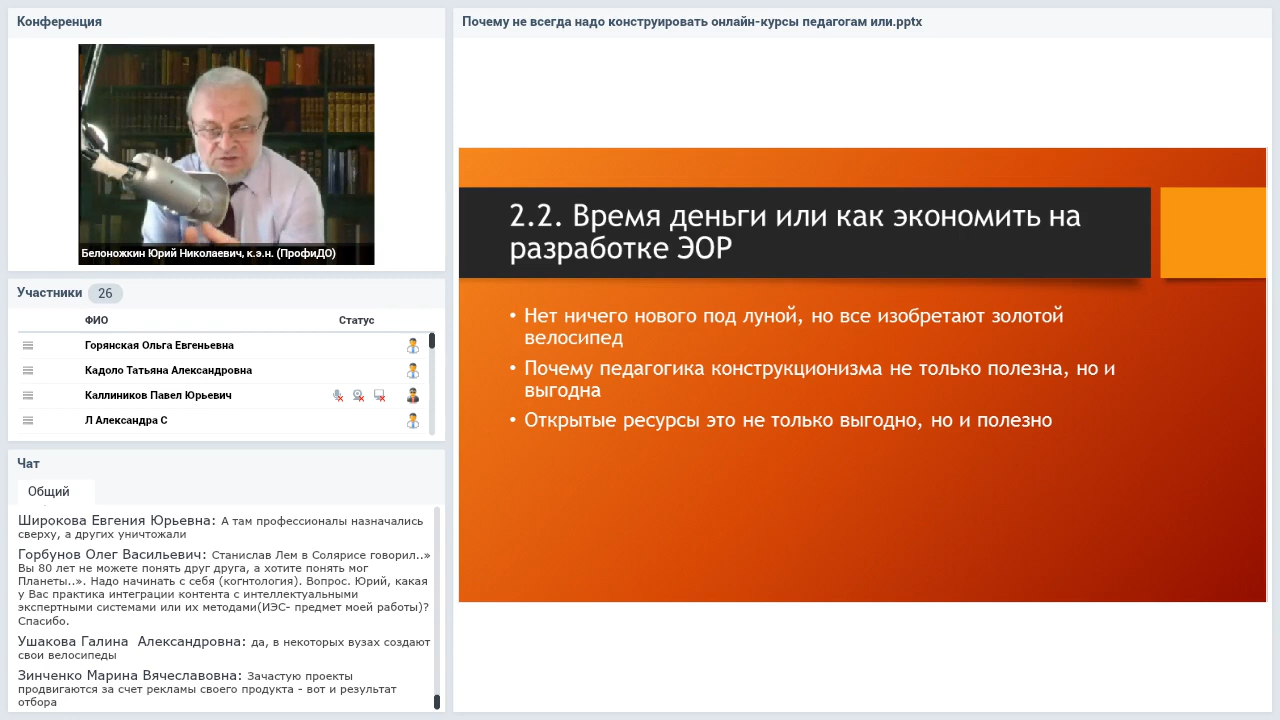 Конференция
Белоножкин Юрий Николаевич, к.э.н. (ПрофиДО)
Участники 26
ФИО Статус
Горянская Ольга Евгеньевна
Кадоло Татьяна Александровна
Каллиников Павел Юрьевич
Л Александра С
Чат
Общий
Широкова Евгения Юрьевна: А там профессионалы назначались
сверху, а других уничтожали
Горбунов Олег Васильевич: Станислав Лем в Солярисе говорил..»
Вы 80 лет не можете понять друг друга, а хотите понять мог
Планеты..». Надо начинать с себя (когнтология). Вопрос. Юрий, какая
у Вас практика интеграции контента с интеллектуальными
экспертными системами или их методами(ИЭС- предмет моей работы)?
Спасибо.
Ушакова Галина  Александровна: да, в некоторых вузах создают
свои велосипеды
Зинченко Марина Вячеславовна: Зачастую проекты
продвигаются за счет рекламы своего продукта - вот и результат
отбора
Почему не всегда надо конструировать онлайн-курсы педагогам или.pptx
2.2. Время деньги или как экономить на
разработке ЭОР
• Нет ничего нового под луной, но все изобретают золотой
велосипед
• Почему педагогика конструкционизма не только полезна, но и
выгодна
• Открытые ресурсы это не только выгодно, но и полезно